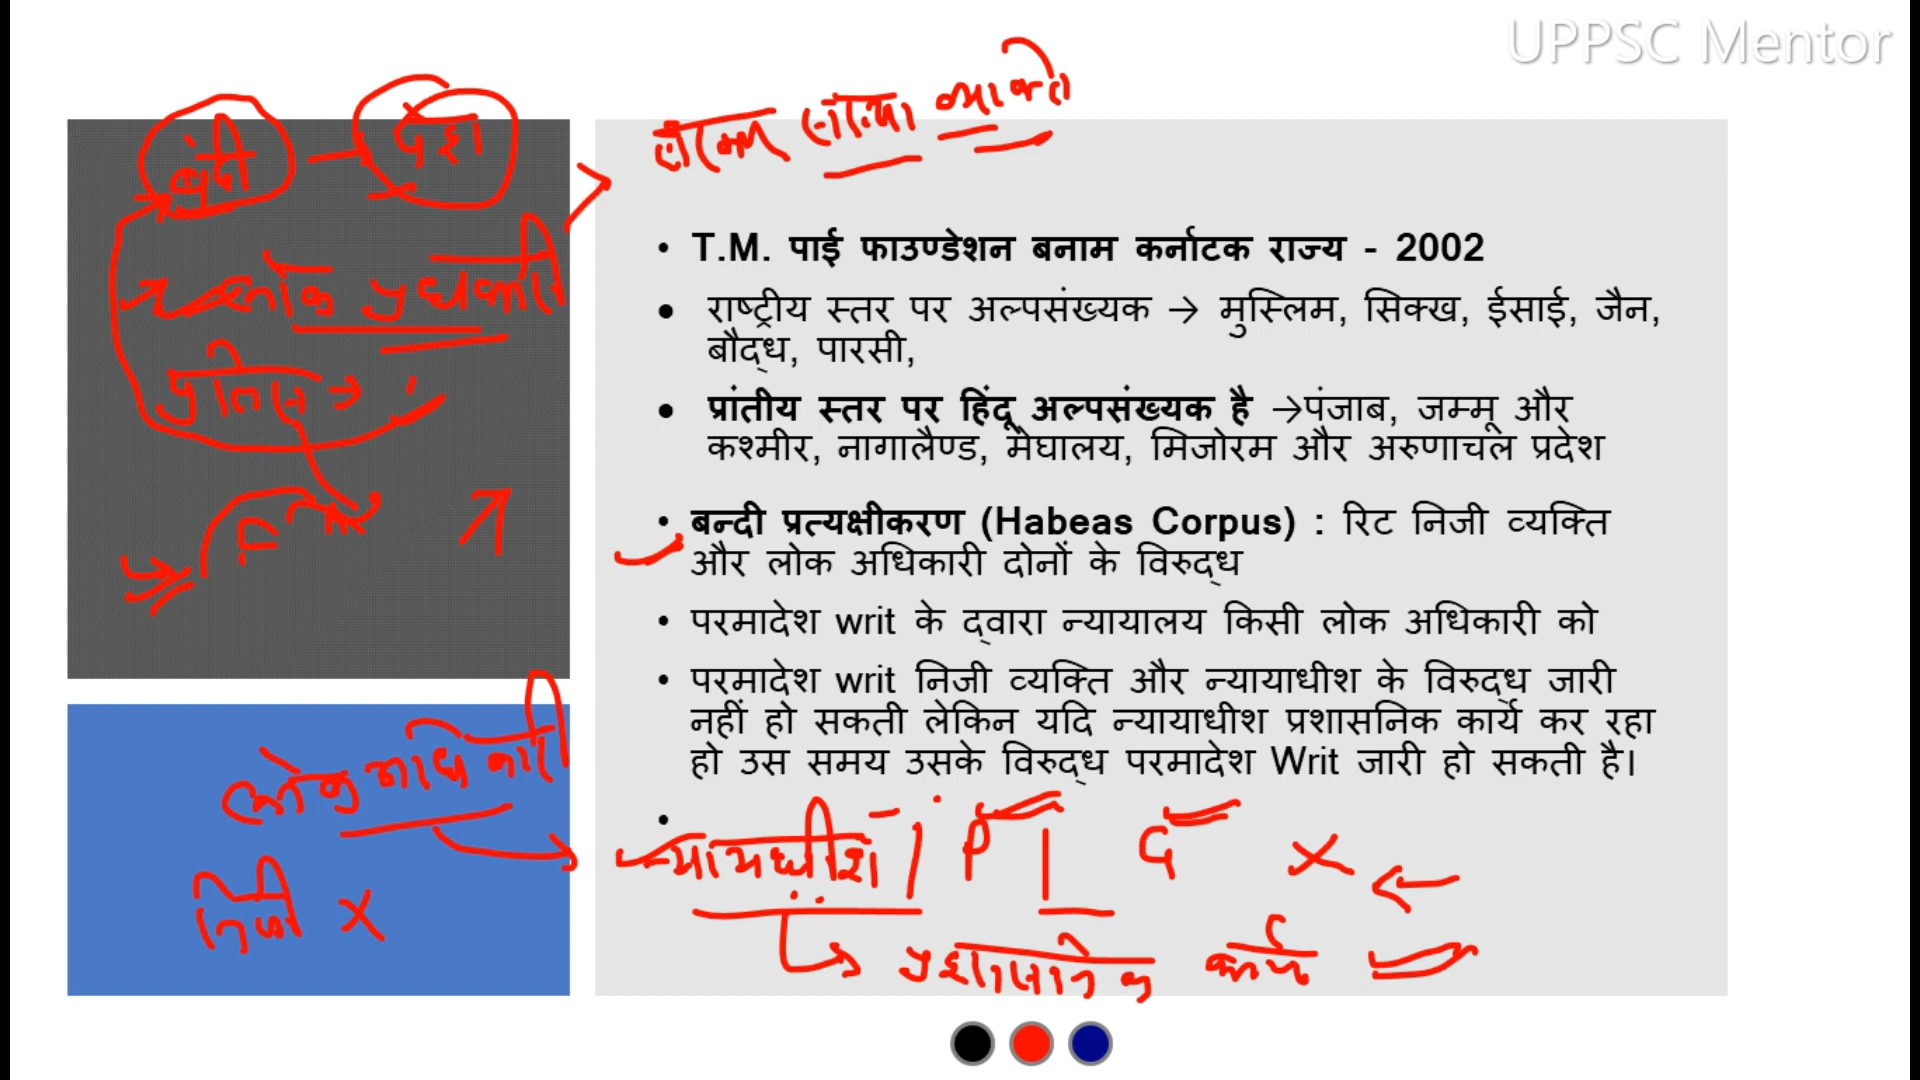 UPPSC Mentor
बंदी - देश
न्यायाधीश | P | G X
लोक अधिकारी
निजी X
प्रशासनिक कार्य
• T.M. पाई फाउण्डेशन बनाम कर्नाटक राज्य - 2002
• राष्ट्रीय स्तर पर अल्पसंख्यक → मुस्लिम, सिक्ख, ईसाई, जैन,
बौद्ध, पारसी,
• प्रांतीय स्तर पर हिंदू अल्पसंख्यक है →पंजाब, जम्मू और
कश्मीर, नागालैण्ड, मेघालय, मिजोरम और अरुणाचल प्रदेश
• बन्दी प्रत्यक्षीकरण (Habeas Corpus) : रिट निजी व्यक्ति
और लोक अधिकारी दोनों के विरुद्ध
• परमादेश writ के द्वारा न्यायालय किसी लोक अधिकारी को
• परमादेश writ निजी व्यक्ति और न्यायाधीश के विरुद्ध जारी
नहीं हो सकती लेकिन यदि न्यायाधीश प्रशासनिक कार्य कर रहा
हो उस समय उसके विरुद्ध परमादेश Writ जारी हो सकती है।